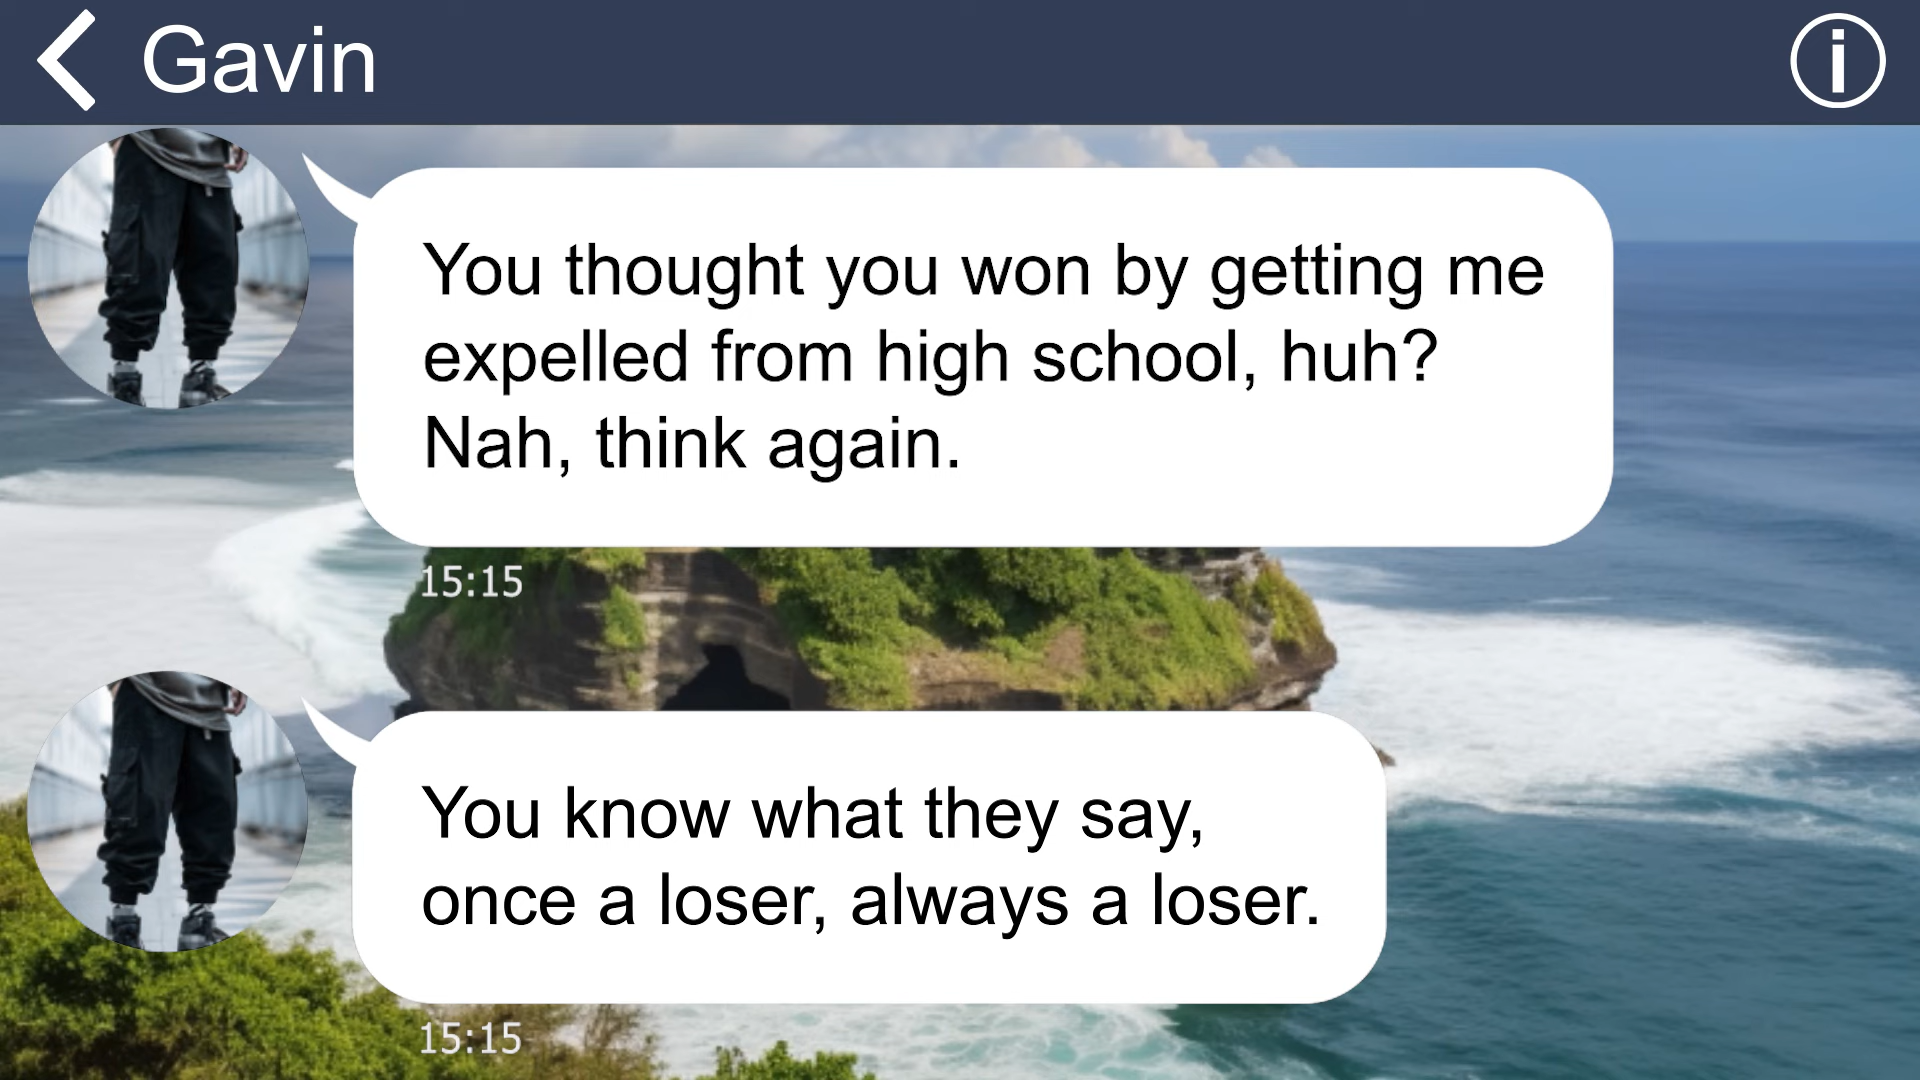 Gavin
You thought you won by getting me
expelled from high school, huh?
Nah, think again.
15:15
You know what they say,
once a loser, always a loser.
15:15